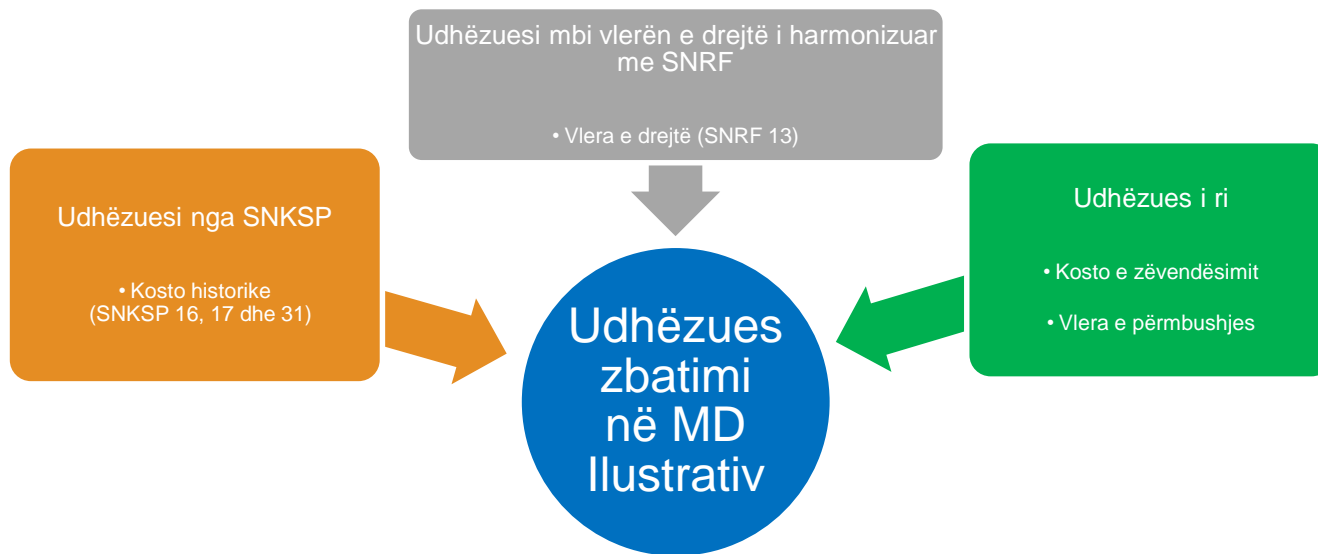 Udhëzuesi mbi vlerën e drejtë i harmonizuar
me SNRF
• Vlera e drejtë (SNRF 13)
Udhëzuesi nga SNKSP
• Kosto historike
(SNKSP 16, 17 dhe 31)
Udhëzues i ri
• Kosto e zëvendësimit
• Vlera e përmbushjes
Udhëzues
zbatimi
në MD
Ilustrativ